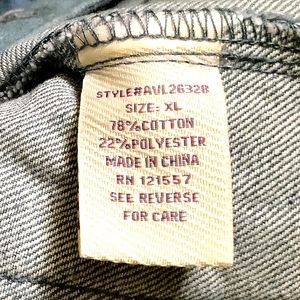 STYLE#AVL26328
SIZE: XL
78%COTTON
22%POLYESTER
MADE IN CHINA
RN 121557
SEE REVERSE
FOR CARE